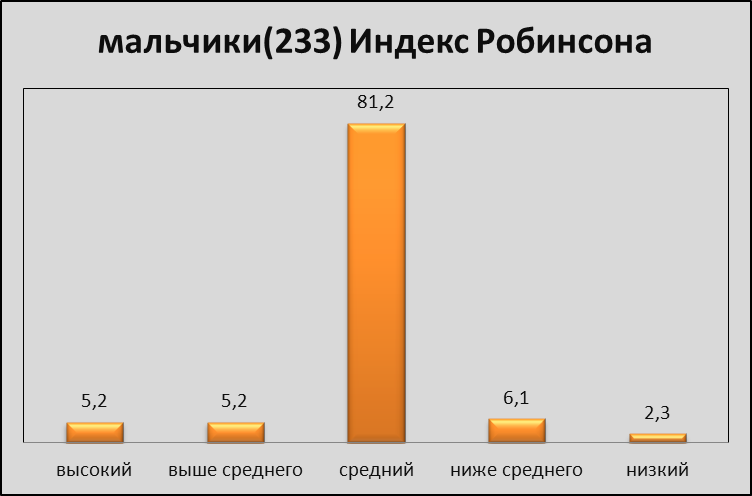 мальчики(233) Индекс Робинсона
81,2
5,2
5,2
6,1
2,3
высокий
выше среднего
средний
ниже среднего
низкий